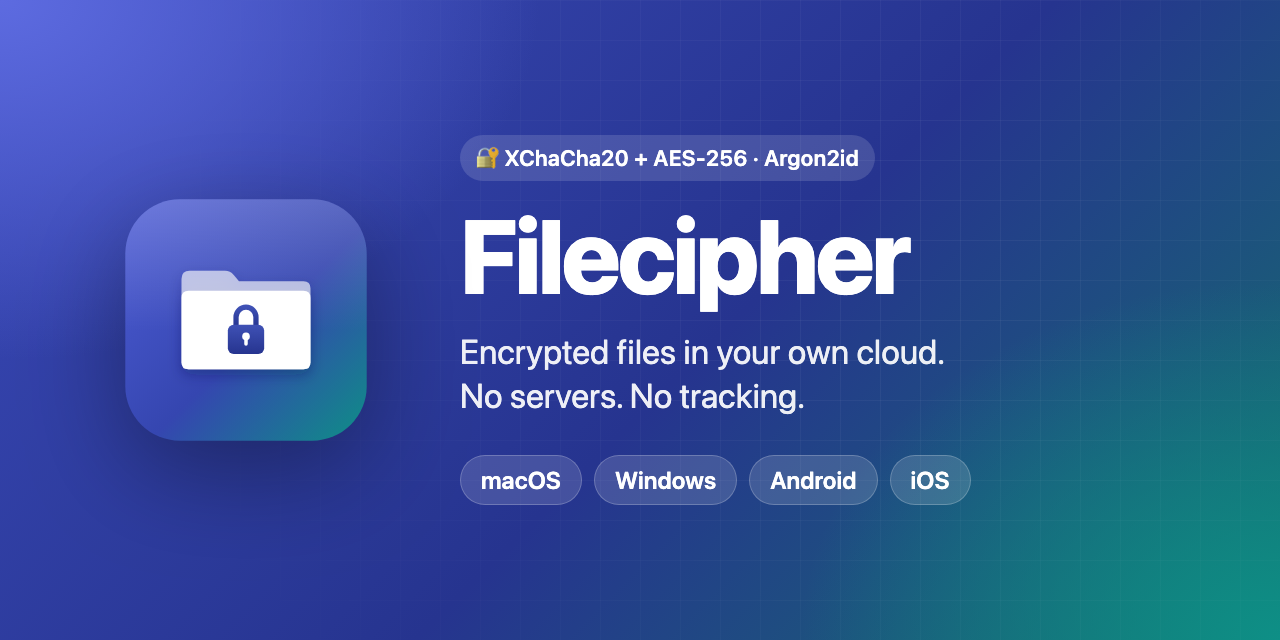 🔐 XChaCha20 + AES-256 · Argon2id
Filecipher
Encrypted files in your own cloud.
No servers. No tracking.
macOS Windows Android iOS